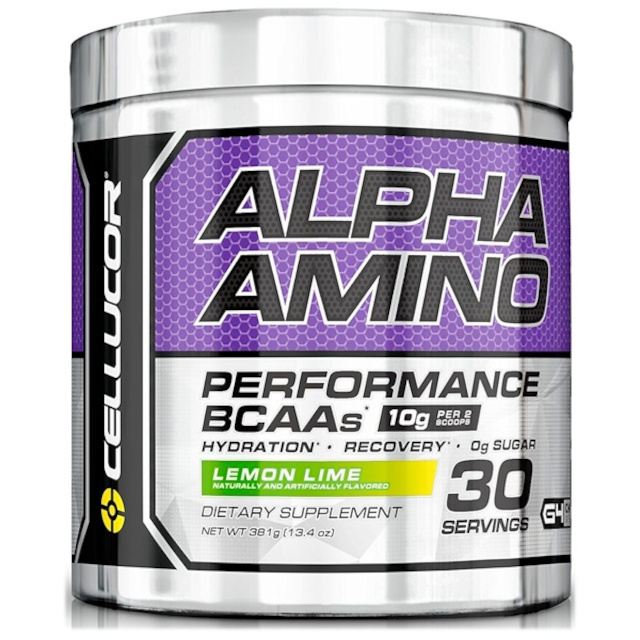 CELLUCOR®
ALPHA
AMINO
PERFORMANCE
BCAAs* 10g PER 2 SCOOPS
HYDRATION* • RECOVERY* • 0g SUGAR
LEMON LIME
NATURALLY AND ARTIFICIALLY FLAVORED
DIETARY SUPPLEMENT
NET WT 381g (13.4 oz)
30
SERVINGS
G4